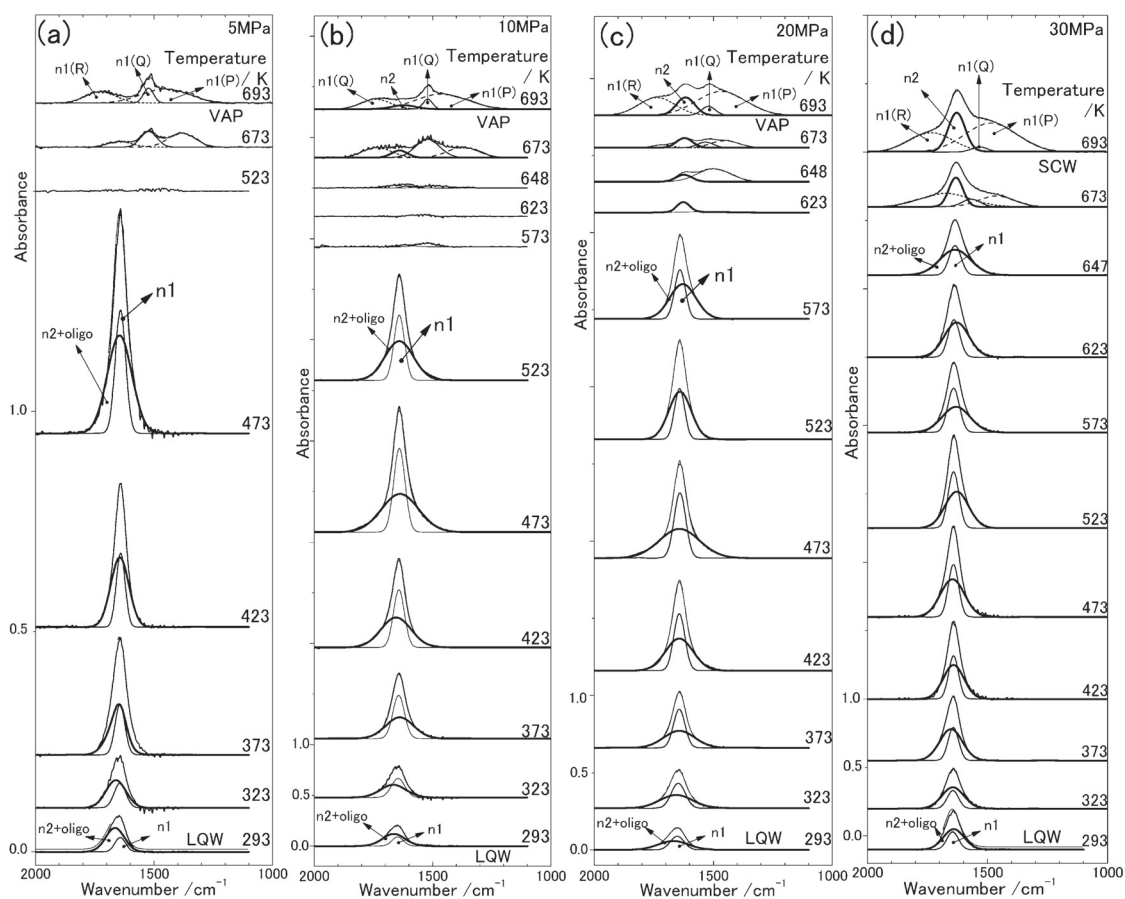 (a)
5MPa
n1(Q)
Temperature
n1(R)
/ K
n1(P)
693
VAP
673
523
Absorbance
n1
n2+oligo
1.0
473
423
0.5
373
323
n2+oligo
n1
LQW
0.0
293
2000
1500
1000
Wavenumber /cm⁻¹
(b)
10MPa
n1(Q)
n2
n1(Q)
Temperature
/ K
n1(P)
693
VAP
673
648
623
573
Absorbance
n2+oligo
n1
523
473
423
373
1.0
323
0.5
n2+oligo
n1
0.0
293
LQW
2000
1500
1000
Wavenumber /cm⁻¹
(c)
20MPa
Temperature
n2
n1(Q)
/ K
n1(R)
n1(P)
693
VAP
673
648
623
Absorbance
n2+oligo
n1
573
523
473
423
1.0
373
0.5
323
n2+oligo
n1
LQW
0.0
293
2000
1500
1000
Wavenumber /cm⁻¹
(d)
30MPa
n1(Q)
n2
Temperature
n1(R)
n1(P)
/K
693
SCW
673
n2+oligo
n1
647
623
Absorbance
573
523
473
1.0
423
373
0.5
323
n2+oligo
n1
LQW
0.0
293
2000
1500
1000
Wavenumber /cm⁻¹